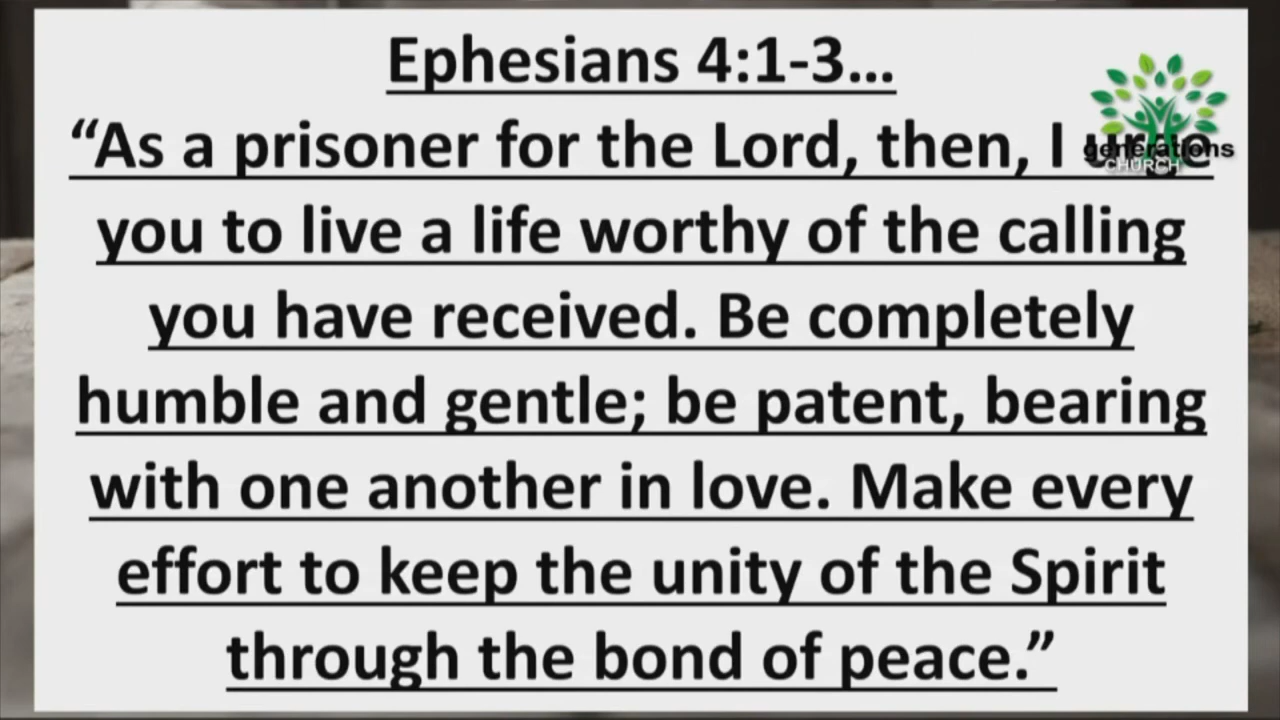 Ephesians 4:1-3...
“As a prisoner for the Lord, then, I urge
generations
CHURCH
you to live a life worthy of the calling
you have received. Be completely
humble and gentle; be patent, bearing
with one another in love. Make every
effort to keep the unity of the Spirit
through the bond of peace.”